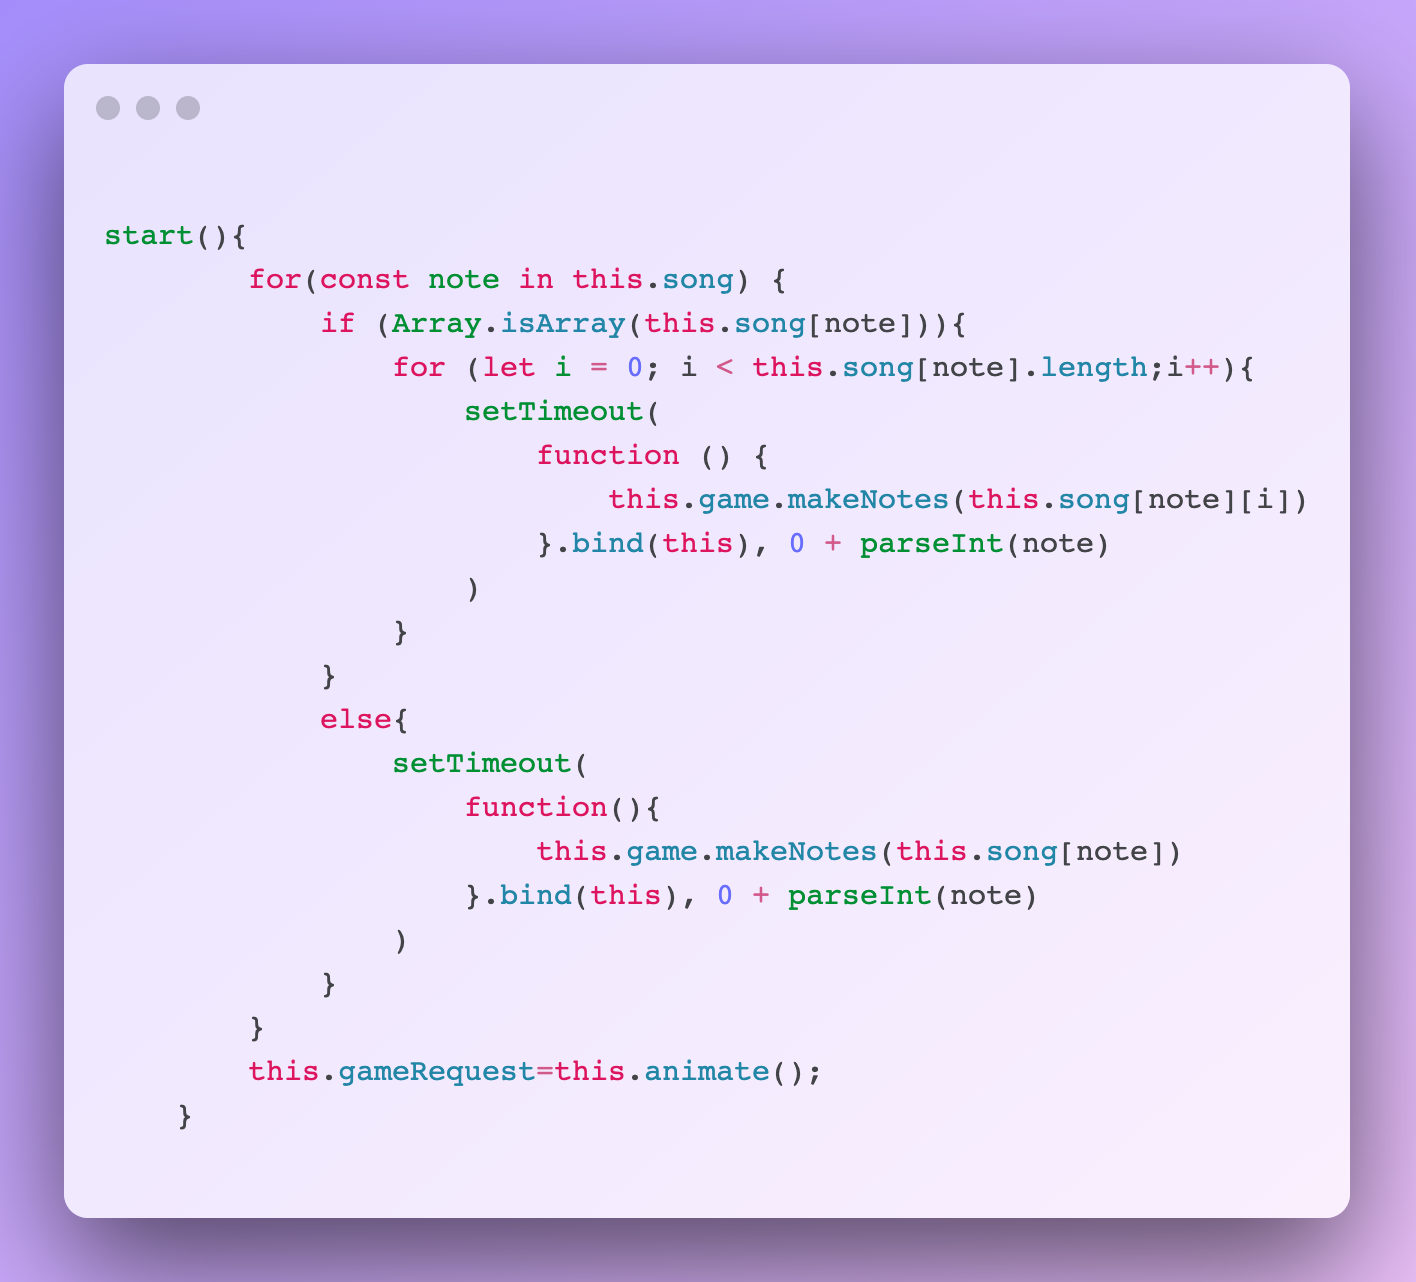 start(){
        for(const note in this.song) {
            if (Array.isArray(this.song[note])){
                for (let i = 0; i < this.song[note].length;i++){
                    setTimeout(
                        function () {
                            this.game.makeNotes(this.song[note][i])
                        }.bind(this), 0 + parseInt(note)
                    )
                }
            }
            else{
                setTimeout(
                    function(){
                        this.game.makeNotes(this.song[note])
                    }.bind(this), 0 + parseInt(note)
                )
            }
        }
        this.gameRequest=this.animate();
    }